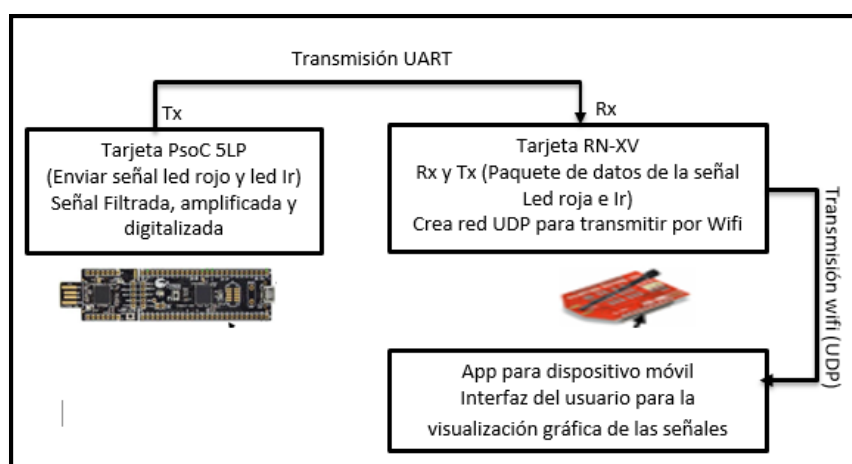 Transmisión UART
Tx
Rx
Tarjeta PsoC 5LP
(Enviar señal led rojo y led Ir)
Señal Filtrada, amplificada y
digitalizada
Tarjeta RN-XV
Rx y Tx (Paquete de datos de la señal
Led roja e Ir)
Crea red UDP para transmitir por Wifi
Transmisión wifi (UDP)
App para dispositivo móvil
Interfaz del usuario para la
visualización gráfica de las señales